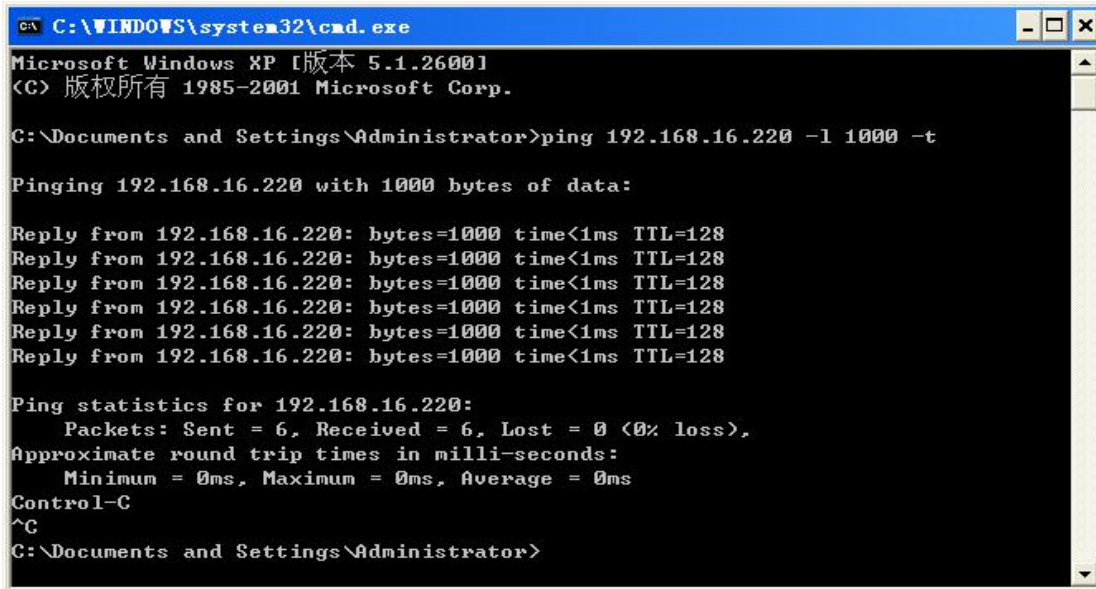 C:\WINDOWS\system32\cmd.exe
Microsoft Windows XP [版本 5.1.2600]
(C) 版权所有 1985-2001 Microsoft Corp.
C:\Documents and Settings\Administrator>ping 192.168.16.220 -l 1000 -t
Pinging 192.168.16.220 with 1000 bytes of data:
Reply from 192.168.16.220: bytes=1000 time<1ms TTL=128
Reply from 192.168.16.220: bytes=1000 time<1ms TTL=128
Reply from 192.168.16.220: bytes=1000 time<1ms TTL=128
Reply from 192.168.16.220: bytes=1000 time<1ms TTL=128
Reply from 192.168.16.220: bytes=1000 time<1ms TTL=128
Reply from 192.168.16.220: bytes=1000 time<1ms TTL=128
Ping statistics for 192.168.16.220:
Packets: Sent = 6, Received = 6, Lost = 0 (0% loss),
Approximate round trip times in milli-seconds:
Minimum = 0ms, Maximum = 0ms, Average = 0ms
Control-C
^C
C:\Documents and Settings\Administrator>